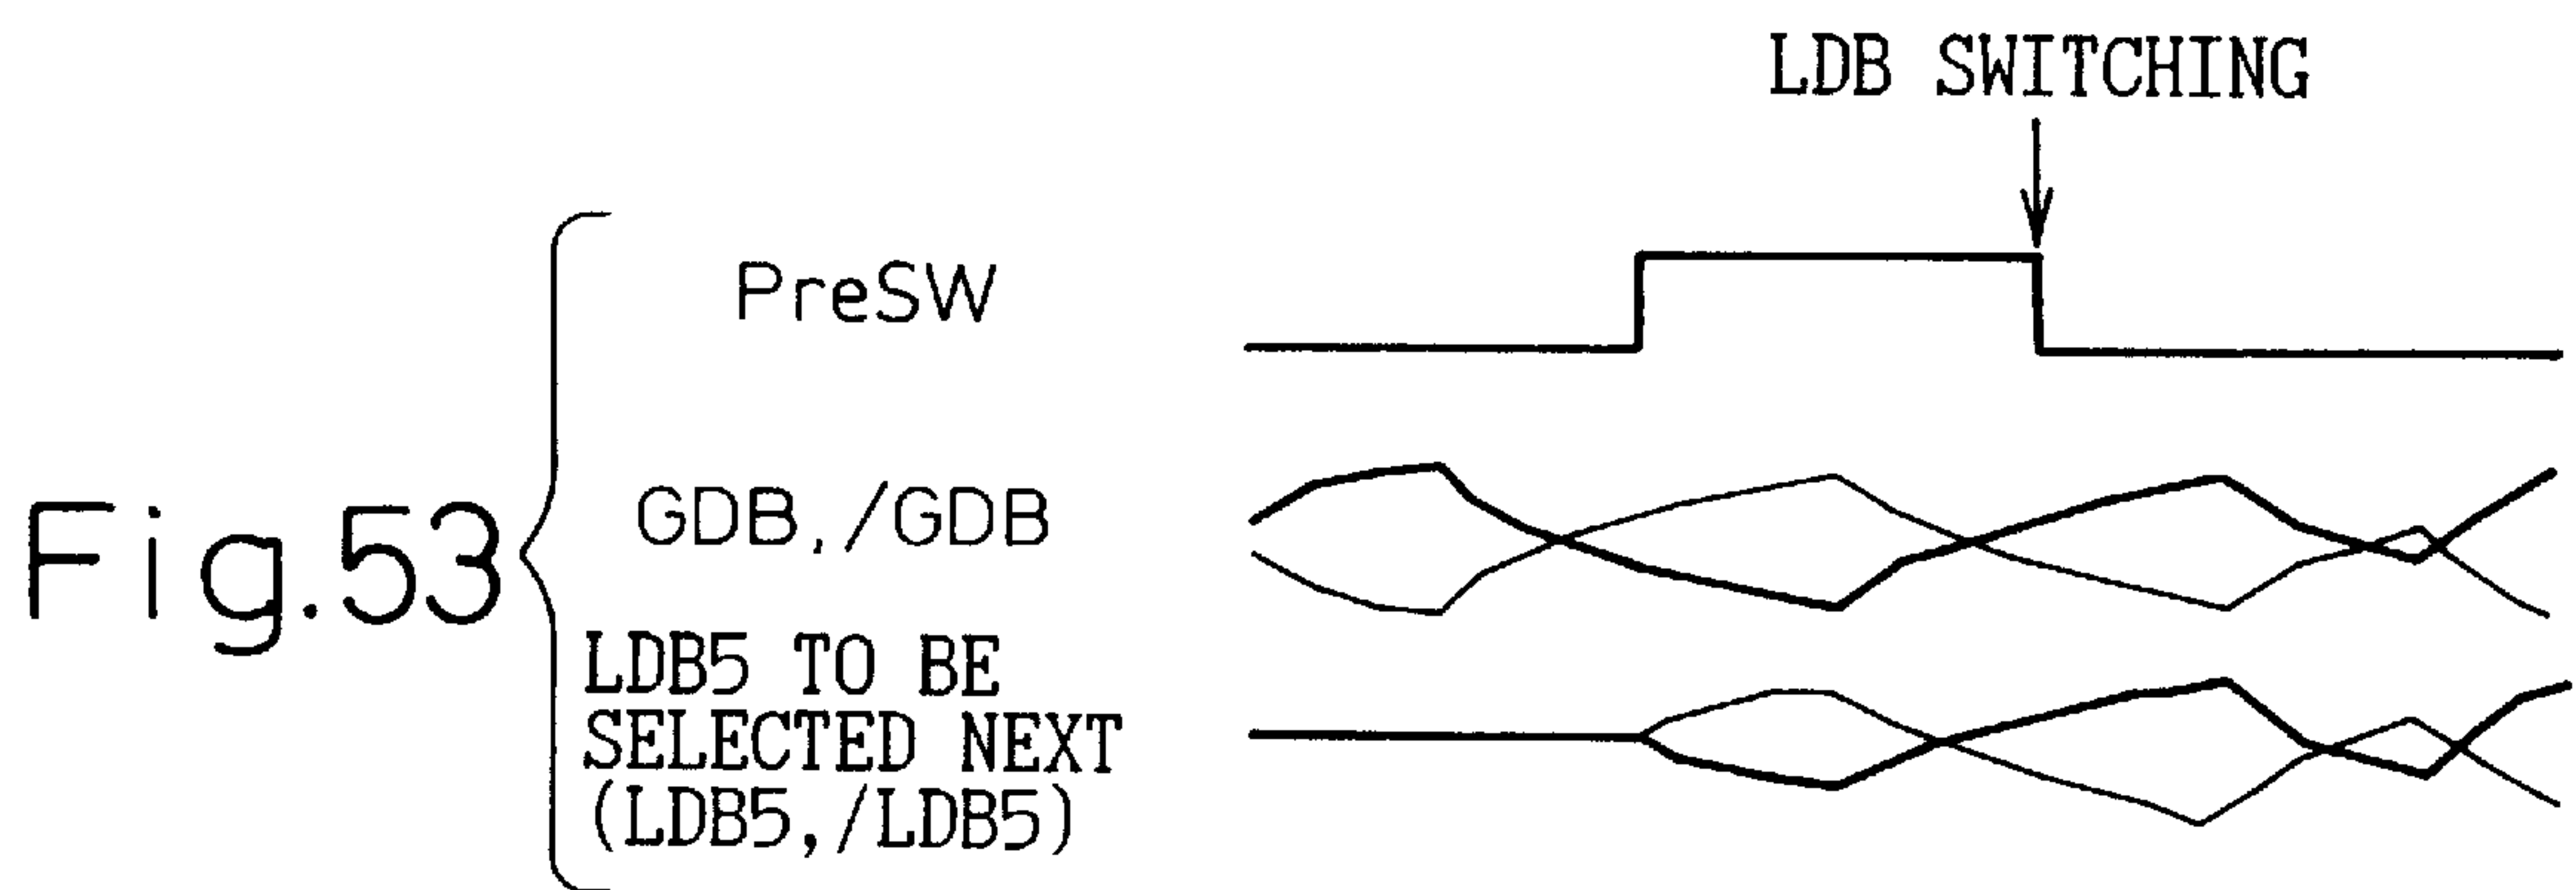 LDB SWITCHING
PreSW
Fig.53
GDB,/GDB
LDB5 TO BE
SELECTED NEXT
(LDB5,/LDB5)